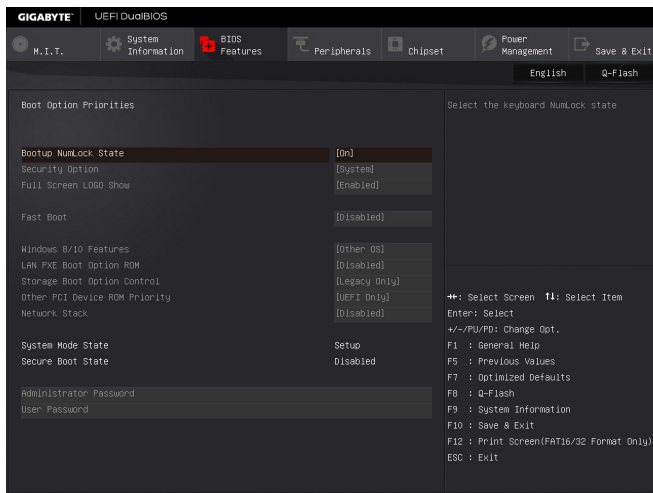 GIGABYTE™ UEFI DualBIOS
M.I.T. System Information BIOS Features Peripherals Chipset Power Management Save & Exit
English Q-Flash
Boot Option Priorities
Select the keyboard NumLock state
Bootup NumLock State [On]
Security Option [System]
Full Screen LOGO Show [Enabled]
Fast Boot [Disabled]
Windows 8/10 Features [Other OS]
LAN PXE Boot Option ROM [Disabled]
Storage Boot Option Control [Legacy Only]
Other PCI Device ROM Priority [UEFI Only]
Network Stack [Disabled]
System Mode State Setup
Secure Boot State Disabled
Administrator Password
User Password
→←: Select Screen ↑↓: Select Item
Enter: Select
+/-/PU/PD: Change Opt.
F1 : General Help
F5 : Previous Values
F7 : Optimized Defaults
F8 : Q-Flash
F9 : System Information
F10 : Save & Exit
F12 : Print Screen(FAT16/32 Format Only)
ESC : Exit